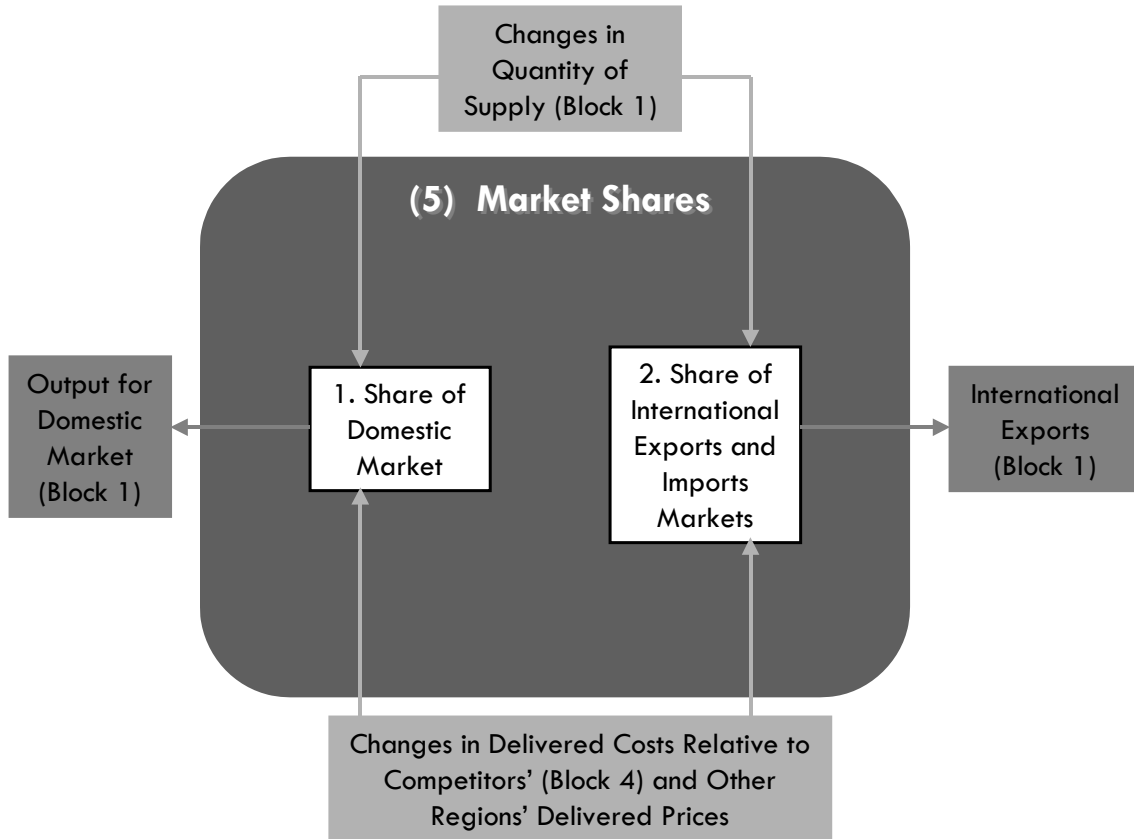 Changes in
Quantity of
Supply (Block 1)
(5) Market Shares
Output for
Domestic
Market
(Block 1)
1. Share of
Domestic
Market
2. Share of
International
Exports and
Imports
Markets
International
Exports
(Block 1)
Changes in Delivered Costs Relative to
Competitors’ (Block 4) and Other
Regions’ Delivered Prices